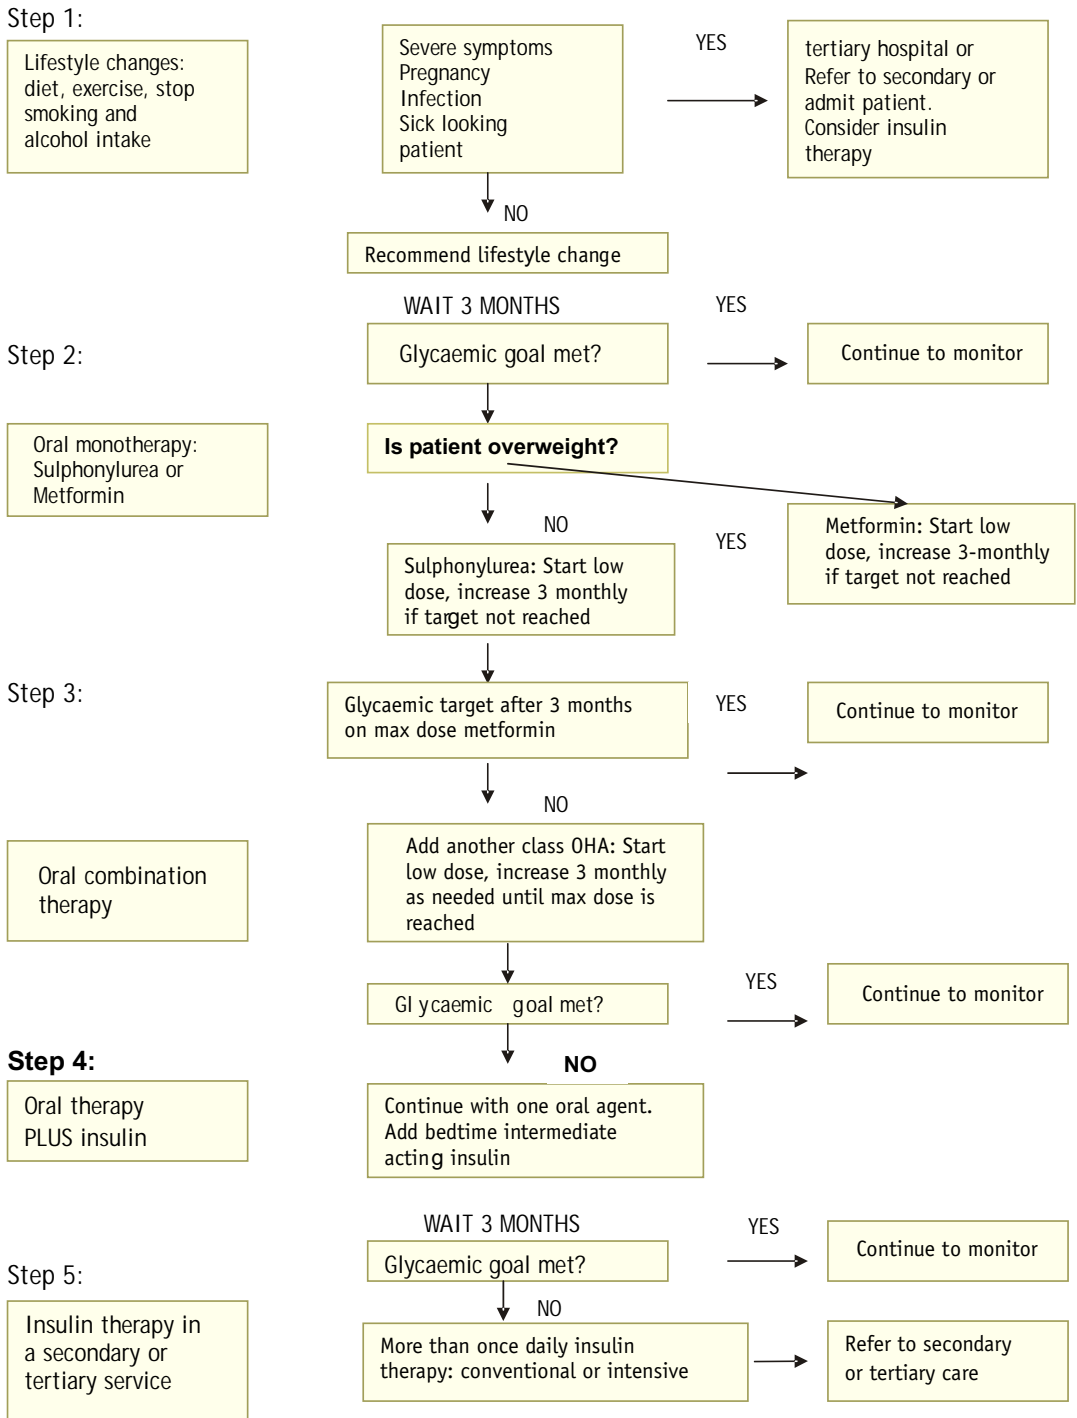 Step 1:
Lifestyle changes:
diet, exercise, stop
smoking and
alcohol intake
Severe symptoms
Pregnancy
Infection
Sick looking
patient
YES
tertiary hospital or
Refer to secondary or
admit patient.
Consider insulin
therapy
NO
Recommend lifestyle change
WAIT 3 MONTHS
YES
Step 2:
Glycaemic goal met?
Continue to monitor
Oral monotherapy:
Sulphonylurea or
Metformin
Is patient overweight?
NO
YES
Metformin: Start low
dose, increase 3-monthly
if target not reached
Sulphonylurea: Start low
dose, increase 3 monthly
if target not reached
Step 3:
Glycaemic target after 3 months
on max dose metformin
YES
Continue to monitor
NO
Oral combination
therapy
Add another class OHA: Start
low dose, increase 3 monthly
as needed until max dose is
reached
Gl ycaemic goal met?
YES
Continue to monitor
Step 4:
NO
Oral therapy
PLUS insulin
Continue with one oral agent.
Add bedtime intermediate
acting insulin
WAIT 3 MONTHS
YES
Step 5:
Glycaemic goal met?
Continue to monitor
NO
Insulin therapy in
a secondary or
tertiary service
More than once daily insulin
therapy: conventional or intensive
Refer to secondary
or tertiary care